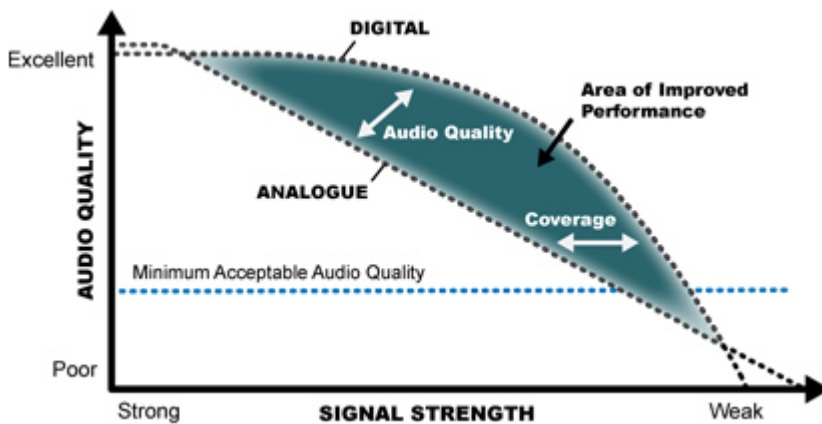 DIGITAL
Excellent
Area of Improved
Performance
Audio Quality
ANALOGUE
Coverage
AUDIO QUALITY
Minimum Acceptable Audio Quality
Poor
Strong
SIGNAL STRENGTH
Weak